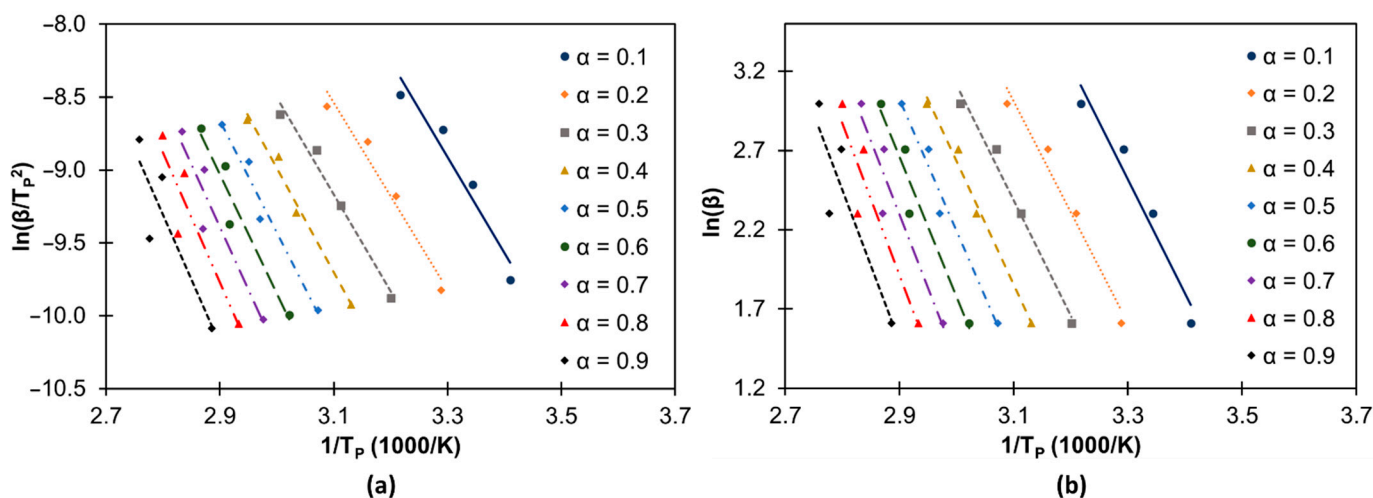 ln(β/TP²)
−8.0
−8.5
−9.0
−9.5
−10.0
−10.5
2.7 2.9 3.1 3.3 3.5 3.7
1/TP (1000/K)
α = 0.1
α = 0.2
α = 0.3
α = 0.4
α = 0.5
α = 0.6
α = 0.7
α = 0.8
α = 0.9
(a)
ln(β)
3.2
2.7
2.2
1.7
1.2
2.7 2.9 3.1 3.3 3.5 3.7
1/TP (1000/K)
α = 0.1
α = 0.2
α = 0.3
α = 0.4
α = 0.5
α = 0.6
α = 0.7
α = 0.8
α = 0.9
(b)